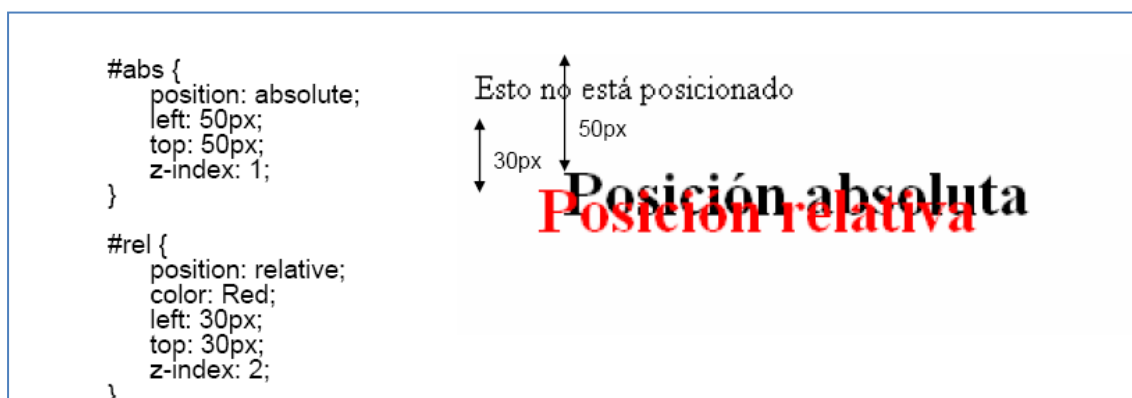 #abs {
position: absolute;
left: 50px;
top: 50px;
z-index: 1;
}
#rel {
position: relative;
color: Red;
left: 30px;
top: 30px;
z-index: 2;
}
Esto no está posicionado
50px
30px
Posición absoluta
Posición relativa